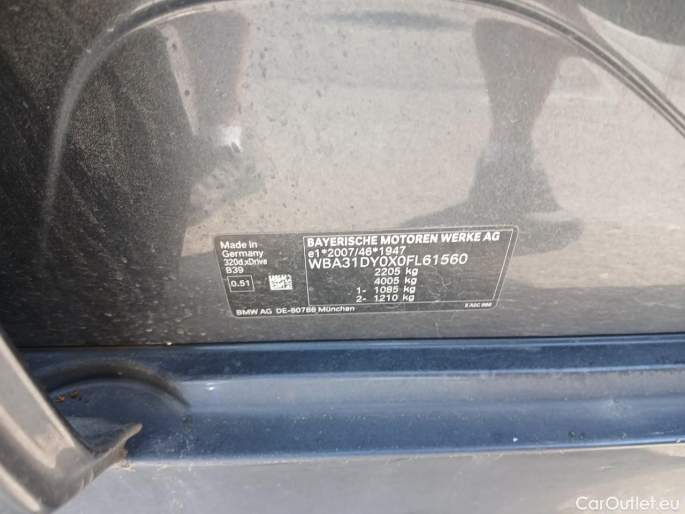 Made in
Germany
320d.xDrive
B39
0.51
BAYERISCHE MOTOREN WERKE AG
e1*2007/46*1947
WBA31DY0X0FL61560
2205 kg
4005 kg
1- 1085 kg
2- 1210 kg
BMW AG DE-80788 München
CarOutlet.eu